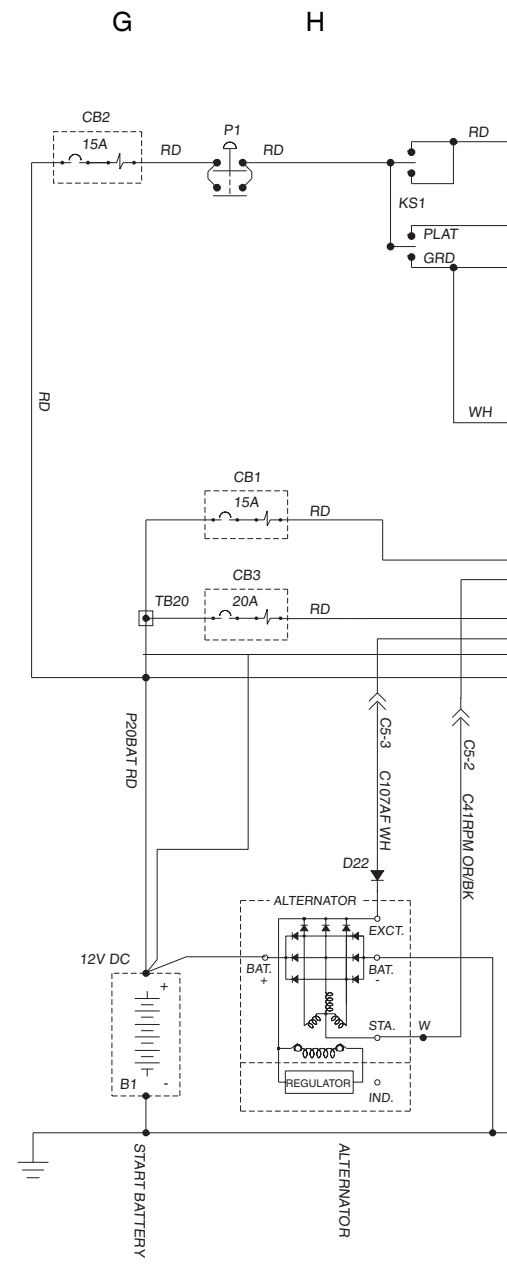 G H
CB2
15A
P1
RD
RD
RD
KS1
PLAT
GRD
RD
WH
CB1
15A
RD
CB3
TB20
20A
RD
P20BAT RD
C5-3
C5-2
C107AF WH
C41RPM OR/BK
D22
ALTERNATOR
EXCT.
12V DC
BAT.
+
BAT.
-
+
STA.
W
B1
-
REGULATOR
IND.
START BATTERY
ALTERNATOR